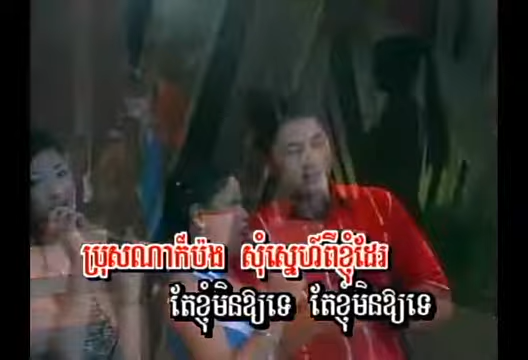 ប្រុសណាក៏ប៉ង សុំស្នេហ៍ពីខ្ញុំដែរ
តែខ្ញុំមិនឱ្យទេ តែខ្ញុំមិនឱ្យទេ